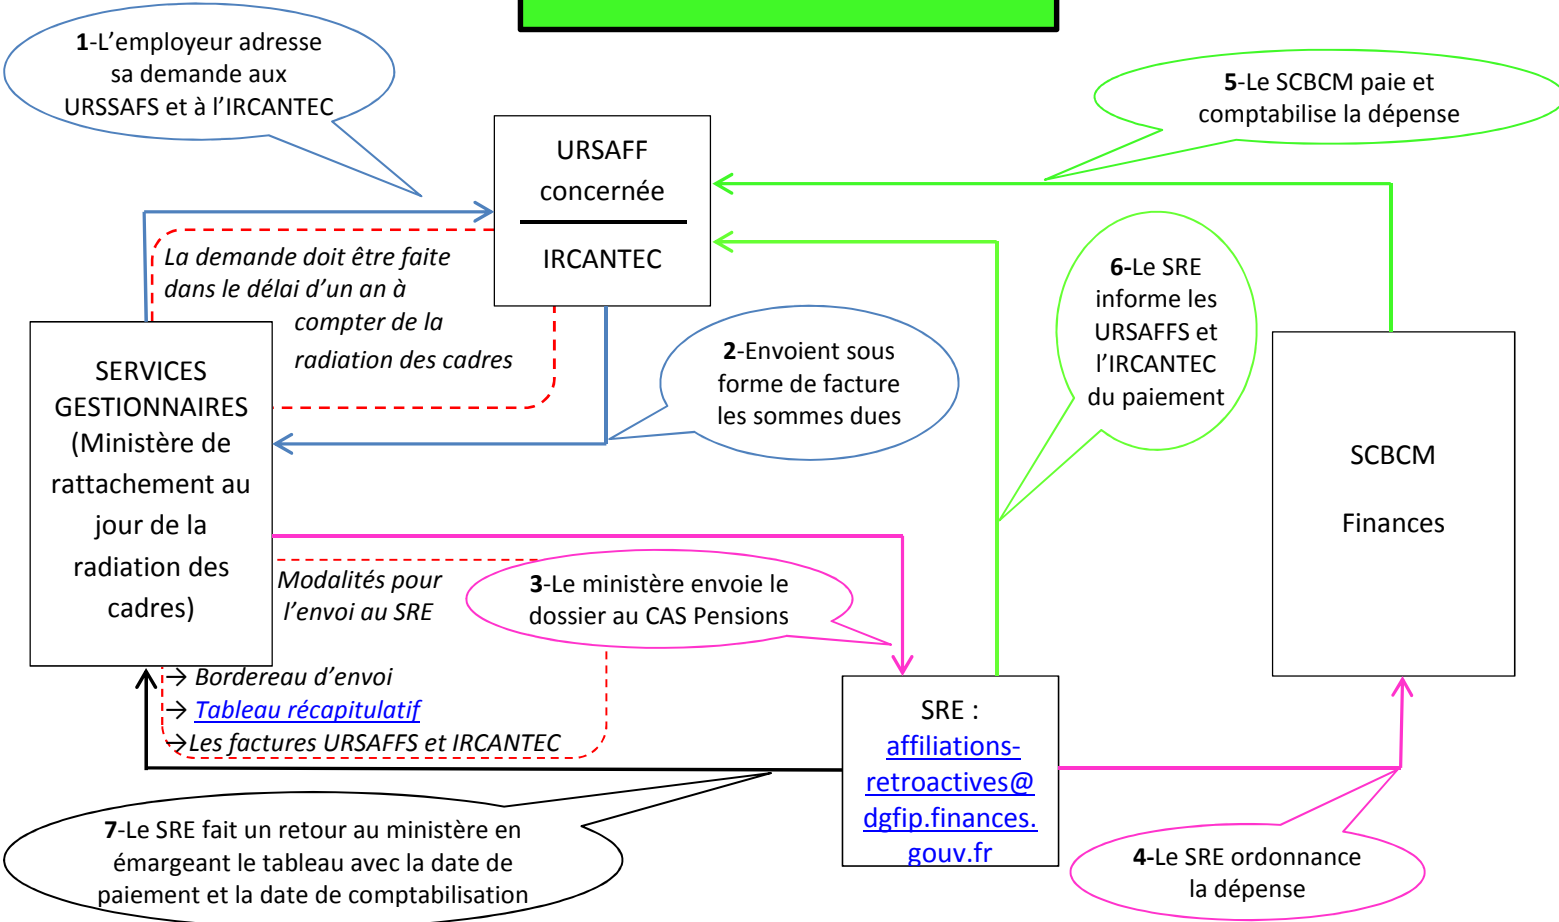 1-L’employeur adresse
sa demande aux
URSSAFS et à l’IRCANTEC
5-Le SCBCM paie et
comptabilise la dépense
URSAFF
concernée
IRCANTEC
La demande doit être faite
dans le délai d’un an à
compter de la
radiation des cadres
6-Le SRE
informe les
URSAFFS et
l’IRCANTEC
du paiement
2-Envoient sous
forme de facture
les sommes dues
SERVICES
GESTIONNAIRES
(Ministère de
rattachement au
jour de la
radiation des
cadres)
SCBCM
Finances
Modalités pour
l’envoi au SRE
3-Le ministère envoie le
dossier au CAS Pensions
→ Bordereau d’envoi
→ Tableau récapitulatif
→Les factures URSAFFS et IRCANTEC
SRE :
affiliations-
retroactives@
dgfip.finances.
gouv.fr
7-Le SRE fait un retour au ministère en
émargeant le tableau avec la date de
paiement et la date de comptabilisation
4-Le SRE ordonnance
la dépense